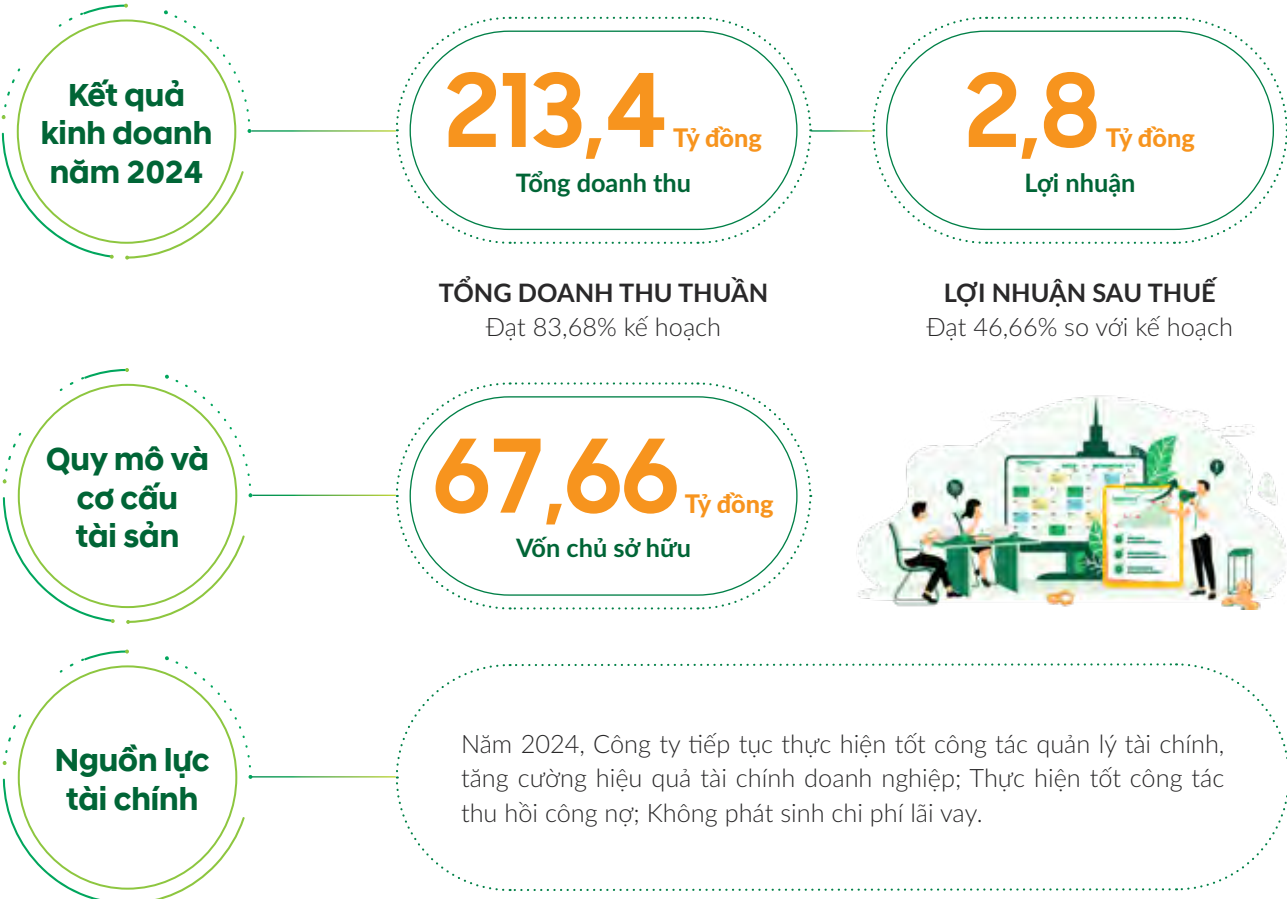 Kết quả
kinh doanh
năm 2024
213,4 Tỷ đồng
Tổng doanh thu
2,8 Tỷ đồng
Lợi nhuận
TỔNG DOANH THU THUẦN
Đạt 83,68% kế hoạch
LỢI NHUẬN SAU THUẾ
Đạt 46,66% so với kế hoạch
Quy mô và
cơ cấu
tài sản
67,66 Tỷ đồng
Vốn chủ sở hữu
Nguồn lực
tài chính
Năm 2024, Công ty tiếp tục thực hiện tốt công tác quản lý tài chính,
tăng cường hiệu quả tài chính doanh nghiệp; Thực hiện tốt công tác
thu hồi công nợ; Không phát sinh chi phí lãi vay.